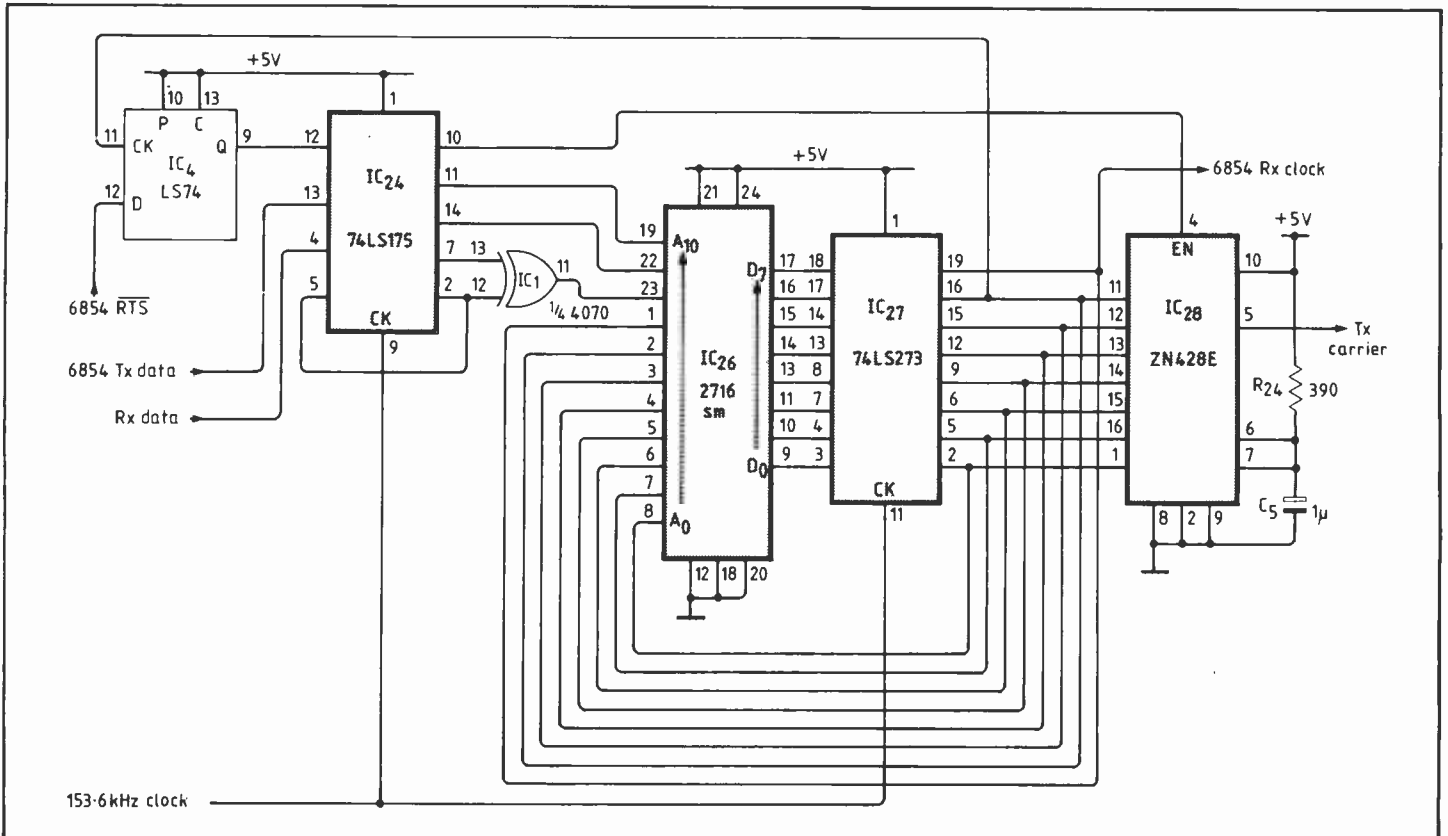 +5V
10
13
P
C
11
CK
Q
9
IC4
LS74
12
D
6854 RTS
6854 Tx data
Rx data
1
12
10
13
IC24
11
14
4
74LS175
7
5
2
CK
9
13
12
IC1
11
1/4 4070
+5V
21
24
19
A10
22
23
1
2
3
4
5
6
7
8
A0
IC26
2716
sm
D7
D0
17
16
15
14
13
11
10
9
12
18
20
18
17
14
13
8
7
4
3
1
IC27
74LS273
CK
11
19
16
15
12
9
6
5
2
6854 Rx clock
+5V
4
EN
11
12
13
14
15
16
1
IC28
ZN428E
10
5
Tx
carrier
R24
390
6
7
C5
1μ
8
2
9
153·6kHz clock